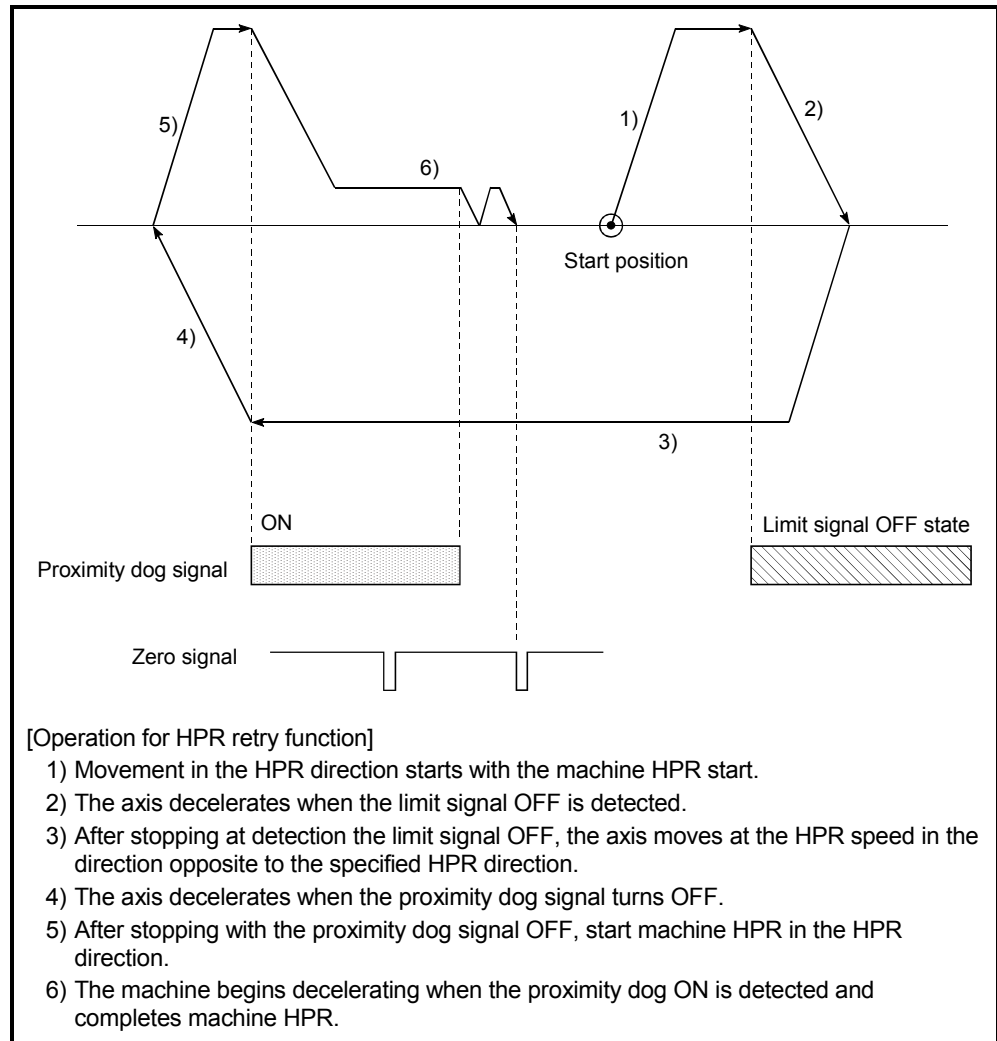 5)
6)
1)
2)
Start position
4)
3)
ON
Limit signal OFF state
Proximity dog signal
Zero signal
[Operation for HPR retry function]
1) Movement in the HPR direction starts with the machine HPR start.
2) The axis decelerates when the limit signal OFF is detected.
3) After stopping at detection the limit signal OFF, the axis moves at the HPR speed in the
direction opposite to the specified HPR direction.
4) The axis decelerates when the proximity dog signal turns OFF.
5) After stopping with the proximity dog signal OFF, start machine HPR in the HPR
direction.
6) The machine begins decelerating when the proximity dog ON is detected and
completes machine HPR.